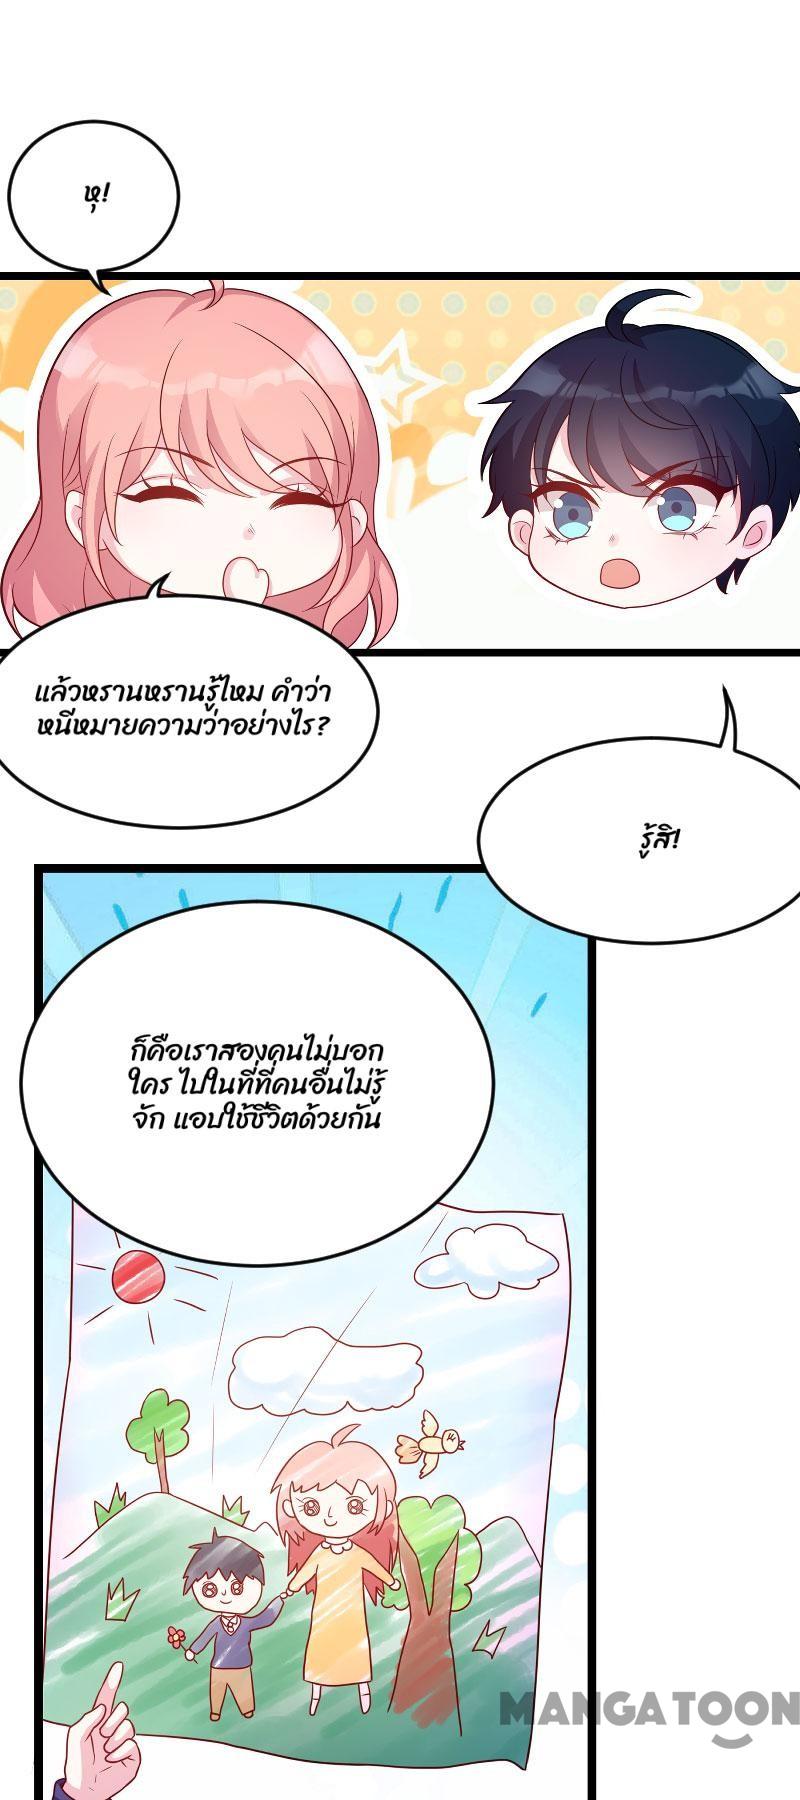 หุ!
แล้วหรานหรานรู้ไหม คำว่า
หนีหมายความว่าอย่างไร?
รู้สิ!
ก็คือเราสองคนไม่บอก
ใคร ไปในที่ที่คนอื่นไม่รู้
จัก แอบใช้ชีวิตด้วยกัน
MANGATOON